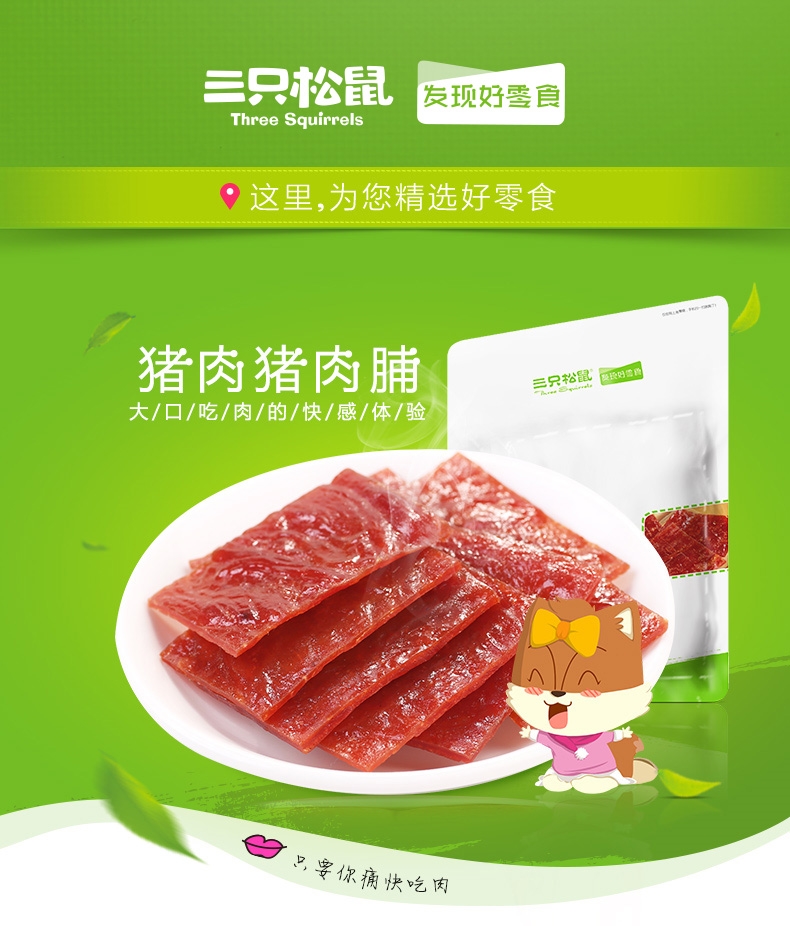 三只松鼠
Three Squirrels
发现好零食
这里,为您精选好零食
猪肉猪肉脯
大/口/吃/肉/的/快/感/体/验
三只松鼠
Three Squirrels
发现好零食
只要你痛快吃肉